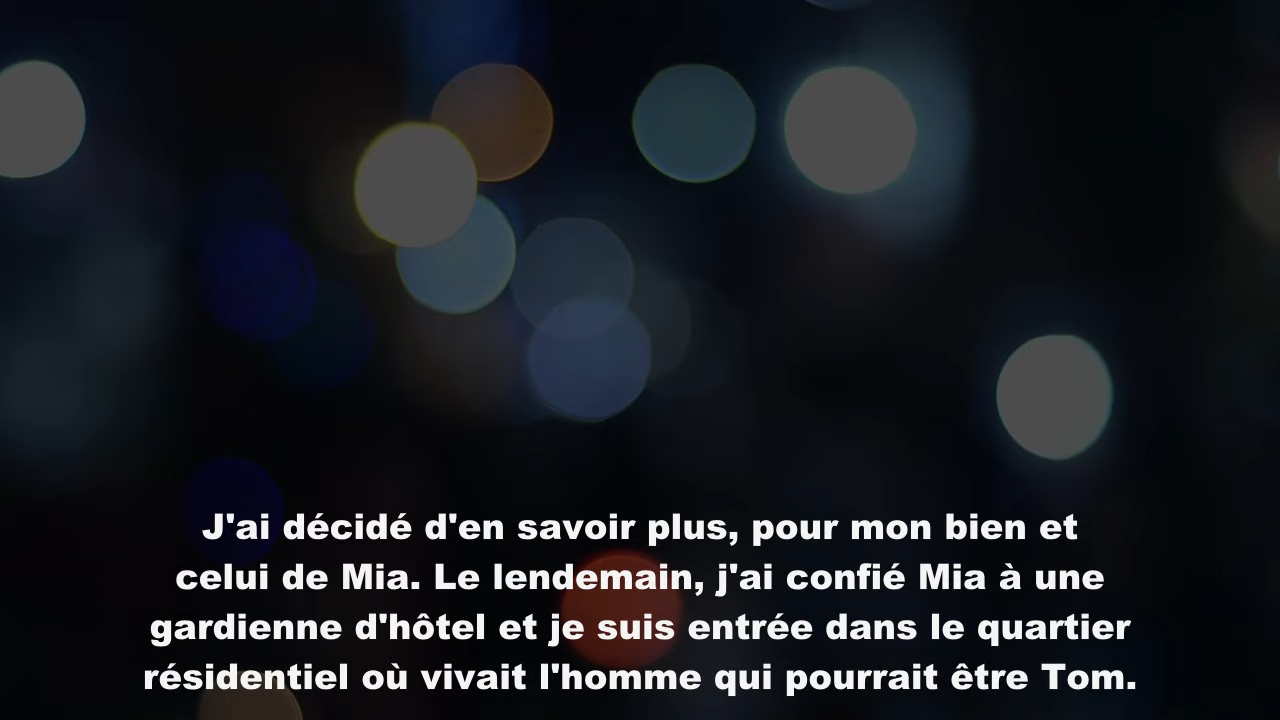 J'ai décidé d'en savoir plus, pour mon bien et
celui de Mia. Le lendemain, j'ai confié Mia à une
gardienne d'hôtel et je suis entrée dans le quartier
résidentiel où vivait l'homme qui pourrait être Tom.